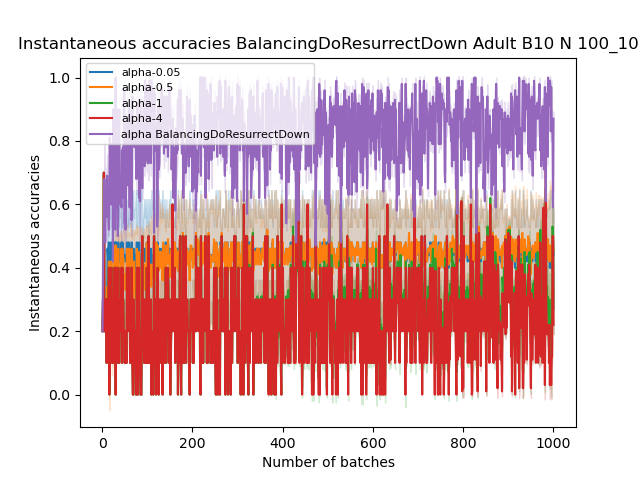 Instantaneous accuracies BalancingDoResurrectDown Adult B10 N 100_10
alpha-0.05
alpha-0.5
alpha-1
alpha-4
alpha BalancingDoResurrectDown
1.0
0.8
0.6
0.4
0.2
0.0
Instantaneous accuracies
0
200
400
600
800
1000
Number of batches